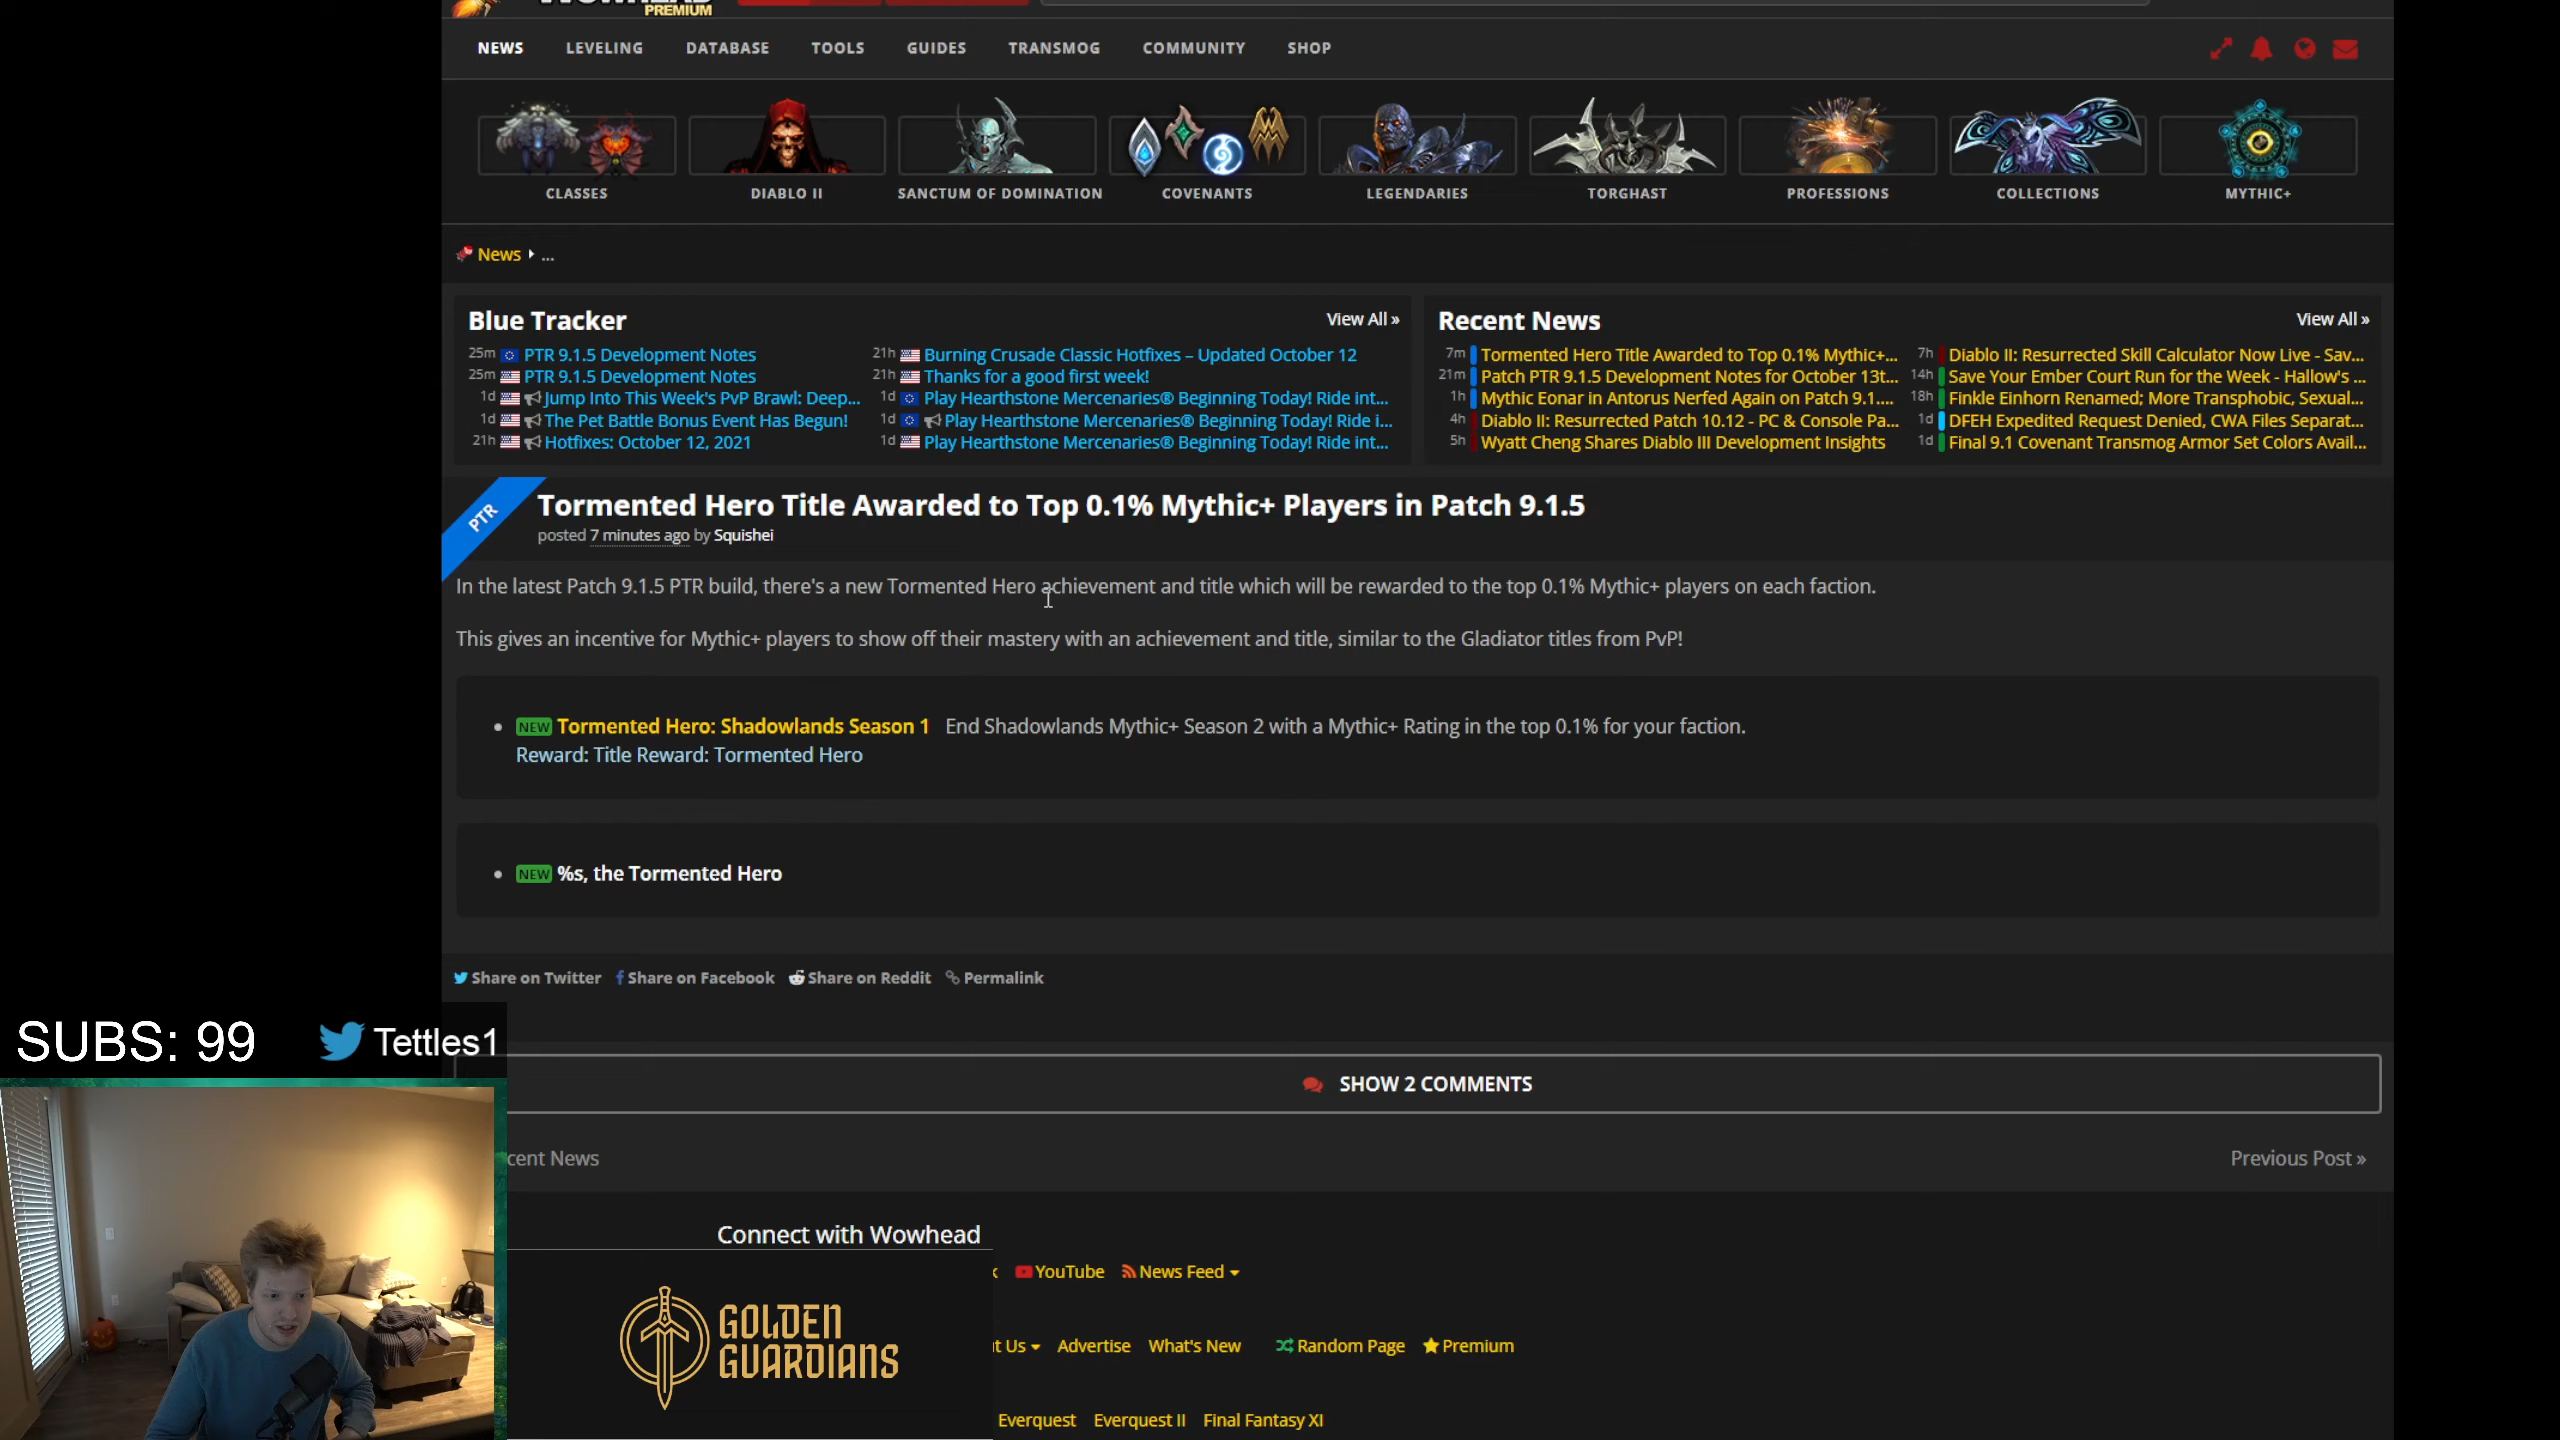 WOWHEAD
PREMIUM
NEWS LEVELING DATABASE TOOLS GUIDES TRANSMOG COMMUNITY SHOP
CLASSES DIABLO II SANCTUM OF DOMINATION COVENANTS LEGENDARIES TORGHAST PROFESSIONS COLLECTIONS MYTHIC+
News ...
Blue Tracker View All »
25m PTR 9.1.5 Development Notes
25m PTR 9.1.5 Development Notes
1d Jump Into This Week's PvP Brawl: Deep...
1d The Pet Battle Bonus Event Has Begun!
21h Hotfixes: October 12, 2021
21h Burning Crusade Classic Hotfixes – Updated October 12
21h Thanks for a good first week!
1d Play Hearthstone Mercenaries® Beginning Today! Ride int...
1d Play Hearthstone Mercenaries® Beginning Today! Ride i...
1d Play Hearthstone Mercenaries® Beginning Today! Ride int...
Recent News View All »
7m Tormented Hero Title Awarded to Top 0.1% Mythic+...
21m Patch PTR 9.1.5 Development Notes for October 13t...
1h Mythic Eonar in Antorus Nerfed Again on Patch 9.1....
4h Diablo II: Resurrected Patch 10.12 - PC & Console Pa...
5h Wyatt Cheng Shares Diablo III Development Insights
7h Diablo II: Resurrected Skill Calculator Now Live - Sav...
14h Save Your Ember Court Run for the Week - Hallow's ...
18h Finkle Einhorn Renamed; More Transphobic, Sexual...
1d DFEH Expedited Request Denied, CWA Files Separat...
1d Final 9.1 Covenant Transmog Armor Set Colors Avail...
PTR
Tormented Hero Title Awarded to Top 0.1% Mythic+ Players in Patch 9.1.5
posted 7 minutes ago by Squishei
In the latest Patch 9.1.5 PTR build, there's a new Tormented Hero achievement and title which will be rewarded to the top 0.1% Mythic+ players on each faction.
This gives an incentive for Mythic+ players to show off their mastery with an achievement and title, similar to the Gladiator titles from PvP!
• NEW Tormented Hero: Shadowlands Season 1 End Shadowlands Mythic+ Season 2 with a Mythic+ Rating in the top 0.1% for your faction.
Reward: Title Reward: Tormented Hero
• NEW %s, the Tormented Hero
Share on Twitter Share on Facebook Share on Reddit Permalink
SUBS: 99 Tettles1
SHOW 2 COMMENTS
cent News Previous Post »
Connect with Wowhead
k YouTube News Feed
GOLDEN
GUARDIANS
t Us Advertise What's New Random Page Premium
Everquest Everquest II Final Fantasy XI